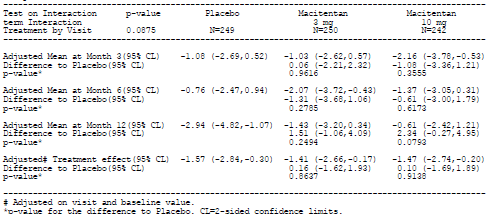 Test on Interaction p-value Placebo Macitentan Macitentan
term Interaction 3 mg 10 mg
Treatment by Visit 0.0875 N=249 N=250 N=242
Adjusted Mean at Month 3(95% CL) -1.08 (-2.69,0.52) -1.03 (-2.62,0.57) -2.16 (-3.78,-0.53)
Difference to Placebo(95% CL) 0.06 (-2.21,2.32) -1.08 (-3.36,1.21)
p-value* 0.9616 0.3555
Adjusted Mean at Month 6(95% CL) -0.76 (-2.47,0.94) -2.07 (-3.72,-0.43) -1.37 (-3.05,0.31)
Difference to Placebo(95% CL) -1.31 (-3.68,1.06) -0.61 (-3.00,1.79)
p-value* 0.2785 0.6173
Adjusted Mean at Month 12(95% CL) -2.94 (-4.82,-1.07) -1.43 (-3.20,0.34) -0.61 (-2.42,1.21)
Difference to Placebo(95% CL) 1.51 (-1.06,4.09) 2.34 (-0.27,4.95)
p-value* 0.2494 0.0793
Adjusted# Treatment effect(95% CL) -1.57 (-2.84,-0.30) -1.41 (-2.66,-0.17) -1.47 (-2.74,-0.20)
Difference to Placebo(95% CL) 0.16 (-1.62,1.93) 0.10 (-1.69,1.89)
p-value* 0.8637 0.9138
# Adjusted on visit and baseline value.
*p-value for the difference to Placebo. CL=2-sided confidence limits.